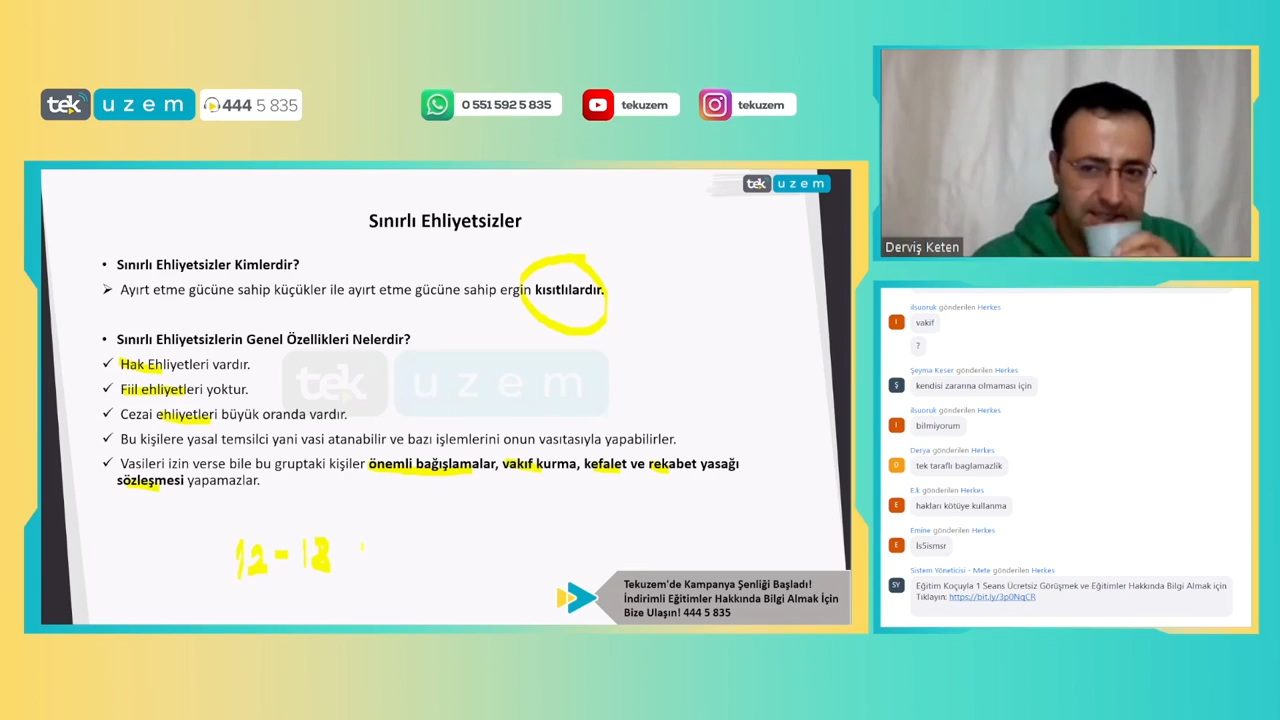 tek uzem 444 5 835
0 551 592 5 835
tekuzem
tekuzem
tek uzem
Sınırlı Ehliyetsizler
• Sınırlı Ehliyetsizler Kimlerdir?
➢ Ayırt etme gücüne sahip küçükler ile ayırt etme gücüne sahip ergin kısıtlılardır.
• Sınırlı Ehliyetsizlerin Genel Özellikleri Nelerdir?
✓ Hak Ehliyetleri vardır.
✓ Fiil ehliyetleri yoktur.
✓ Cezai ehliyetleri büyük oranda vardır.
✓ Bu kişilere yasal temsilci yani vasi atanabilir ve bazı işlemlerini onun vasıtasıyla yapabilirler.
✓ Vasileri izin verse bile bu gruptaki kişiler önemli bağışlamalar, vakıf kurma, kefalet ve rekabet yasağı
sözleşmesi yapamazlar.
tek uzem
12 - 18
Tekuzem'de Kampanya Şenliği Başladı!
İndirimli Eğitimler Hakkında Bilgi Almak İçin
Bize Ulaşın! 444 5 835
Derviş Keten
ilsuoruk gönderilen Herkes
I vakıf
?
Şeyma Keser gönderilen Herkes
Ş kendisi zararına olmaması için
ilsuoruk gönderilen Herkes
I bilmiyorum
Derya gönderilen Herkes
D tek taraflı baglamazlik
E.k gönderilen Herkes
E hakları kötüye kullanma
Emine gönderilen Herkes
E İsSismsr
Sistem Yöneticisi - Mete gönderilen Herkes
SY Eğitim Koçuyla 1 Seans Ücretsiz Görüşmek ve Eğitimler Hakkında Bilgi Almak için
Tıklayın: https://bit.ly/3p0NqCR